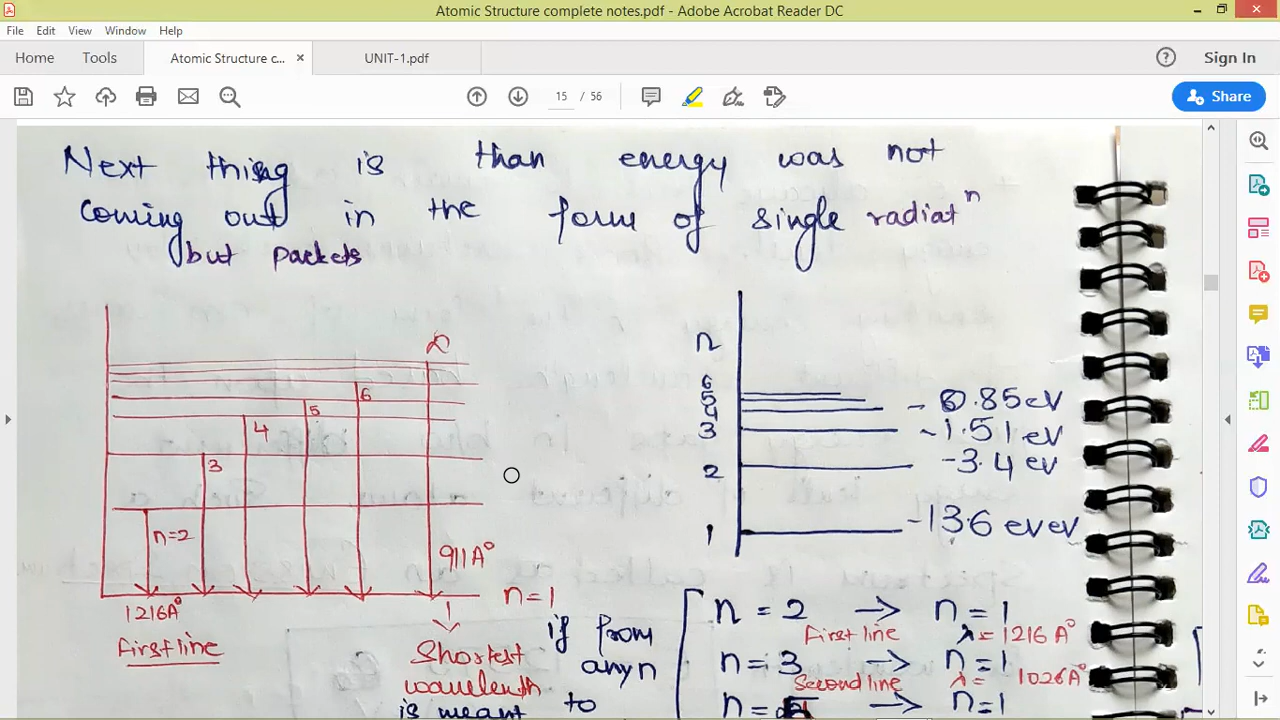 Atomic Structure complete notes.pdf - Adobe Acrobat Reader DC
File Edit View Window Help
Home Tools Atomic Structure c... × UNIT-1.pdf Sign In
15 / 56 Share
Next thing is than energy was not
coming out in the form of single radiatⁿ
but packets
∞
6
5
4
3
n=2
911A°
n=1
1216A°
First line
Shortest
wavelenth
is meant to
n
6
5
4
3
2
1
-0.85eV
-1.51 eV
-3.4 ev
-13.6 ev ev
if from
any n
n = 2 → n = 1
First line λ = 1216 A°
n = 3 → n = 1
Second line λ = 1026A°
n = → n = 1